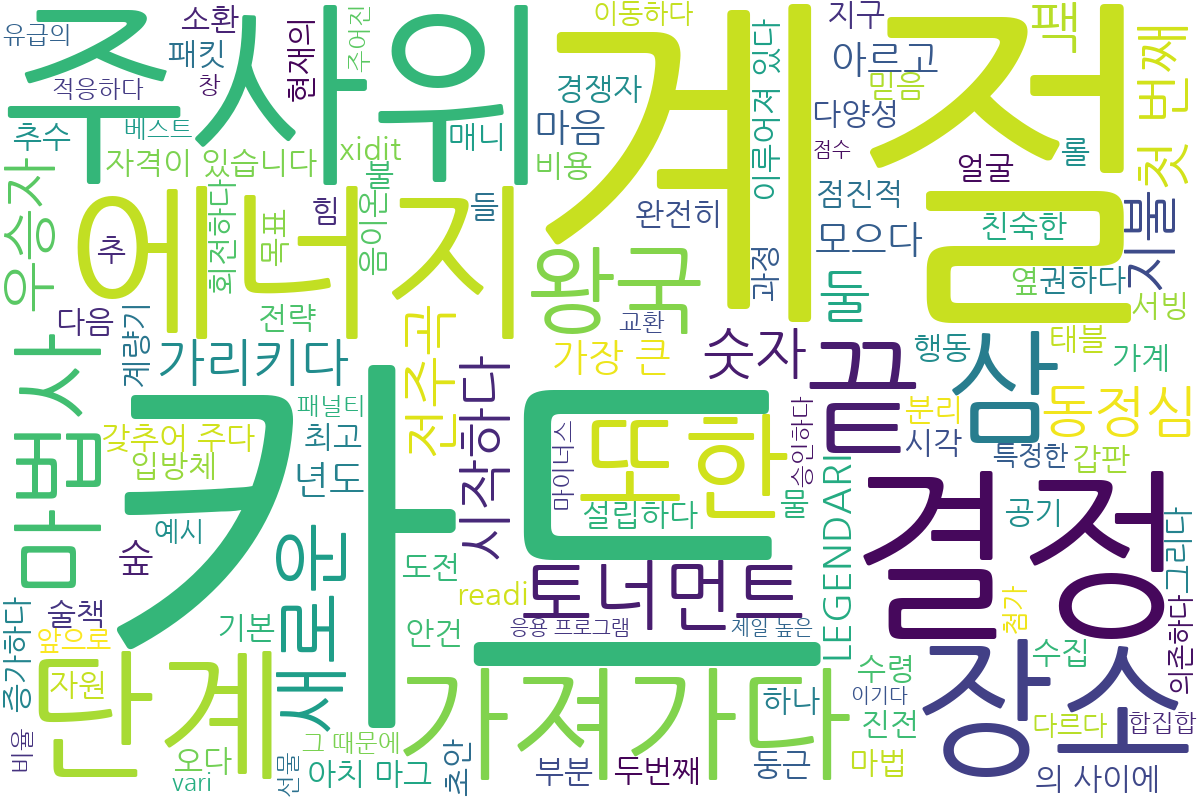 유급의
소환
주어진
주사위
이동하다
지구
팩
패킷
현재의
계절
아르고
첫 번째
적응하다
창
경쟁자
이루어져 있다
믿음
추수
베스트
매니
마음
다양성
롤
자격이 있습니다
xidit
불
비용
점수
얼굴
우승자
에너지
회전하다
목표
음이온
힘
들
완전히
점진적
친숙한
지불
추
왕국
과정
모으다
둘
옆
권하다
서빙
다음
계량기
전략
교환
가리키다
전주곡
가장 큰
숫자
끝
행동
삼
태블
가계
마법사
카드
패널티
시작하다
또한
승인하다
분리
동정심
갖추어 주다
최고
마이너스
시각
특정한
갑판
입방체
년도
설립하다
물
LEGENDARI
결정
공기
그리다
예시
숲
새로운
도전
토너먼트
readi
증가하다
술책
기본
안건
응용 프로그램
제일 높은
첨가
의존하다
앞으로
단계
가져가다
장소
수집
자원
수령
하나
이기다
비율
오다
그 때문에
진전
다르다
합집합
vari
선물
아치 마그
초안
부분
두번째
둥근
마법
의 사이에